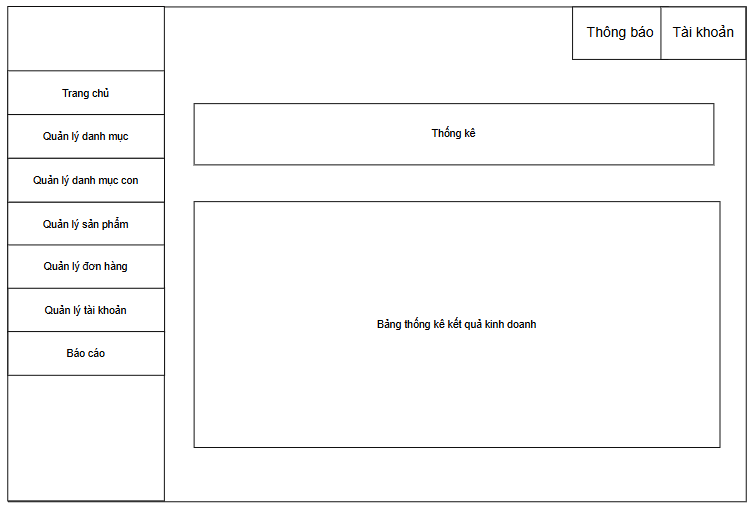 Thông báo
Tài khoản
Trang chủ
Quản lý danh mục
Quản lý danh mục con
Quản lý sản phẩm
Quản lý đơn hàng
Quản lý tài khoản
Báo cáo
Thống kê
Bảng thống kê kết quả kinh doanh